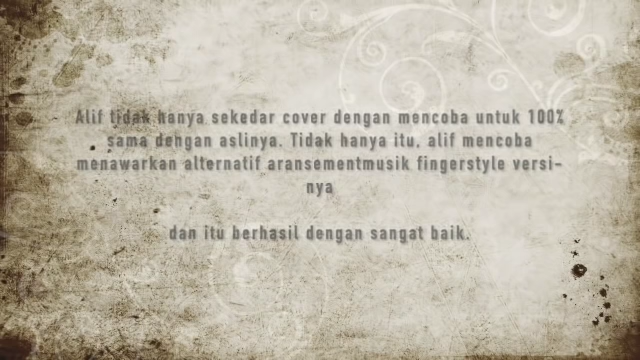 Alif tidak hanya sekedar cover dengan mencoba untuk 100%
sama dengan aslinya. Tidak hanya itu, alif mencoba
menawarkan alternatif aransementmusik fingerstyle versi-
nya
dan itu berhasil dengan sangat baik.